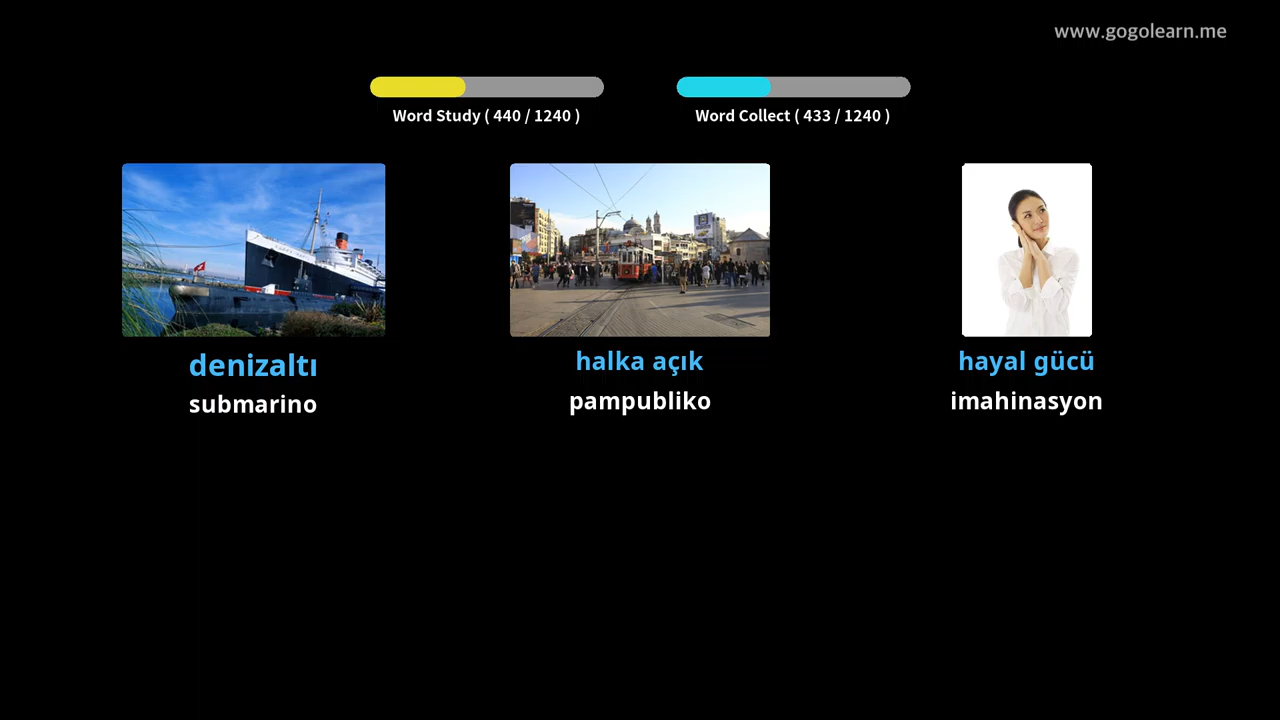 www.gogolearn.me
Word Study ( 440 / 1240 )
Word Collect ( 433 / 1240 )
denizaltı
submarino
halka açık
pampubliko
hayal gücü
imahinasyon